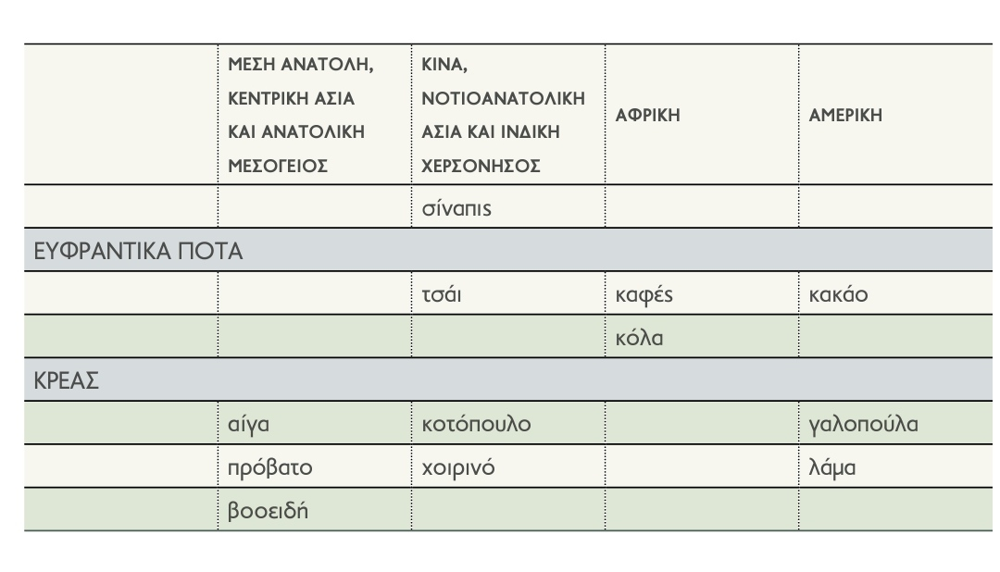 ΜΕΣΗ ΑΝΑΤΟΛΗ,
ΚΕΝΤΡΙΚΗ ΑΣΙΑ
ΚΑΙ ΑΝΑΤΟΛΙΚΗ
ΜΕΣΟΓΕΙΟΣ
ΚΙΝΑ,
ΝΟΤΙΟΑΝΑΤΟΛΙΚΗ
ΑΣΙΑ ΚΑΙ ΙΝΔΙΚΗ
ΧΕΡΣΟΝΗΣΟΣ
ΑΦΡΙΚΗ
ΑΜΕΡΙΚΗ
σίναπις
ΕΥΦΡΑΝΤΙΚΑ ΠΟΤΑ
τσάι καφές κακάο
κόλα
ΚΡΕΑΣ
αίγα κοτόπουλο γαλοπούλα
πρόβατο χοιρινό λάμα
βοοειδή